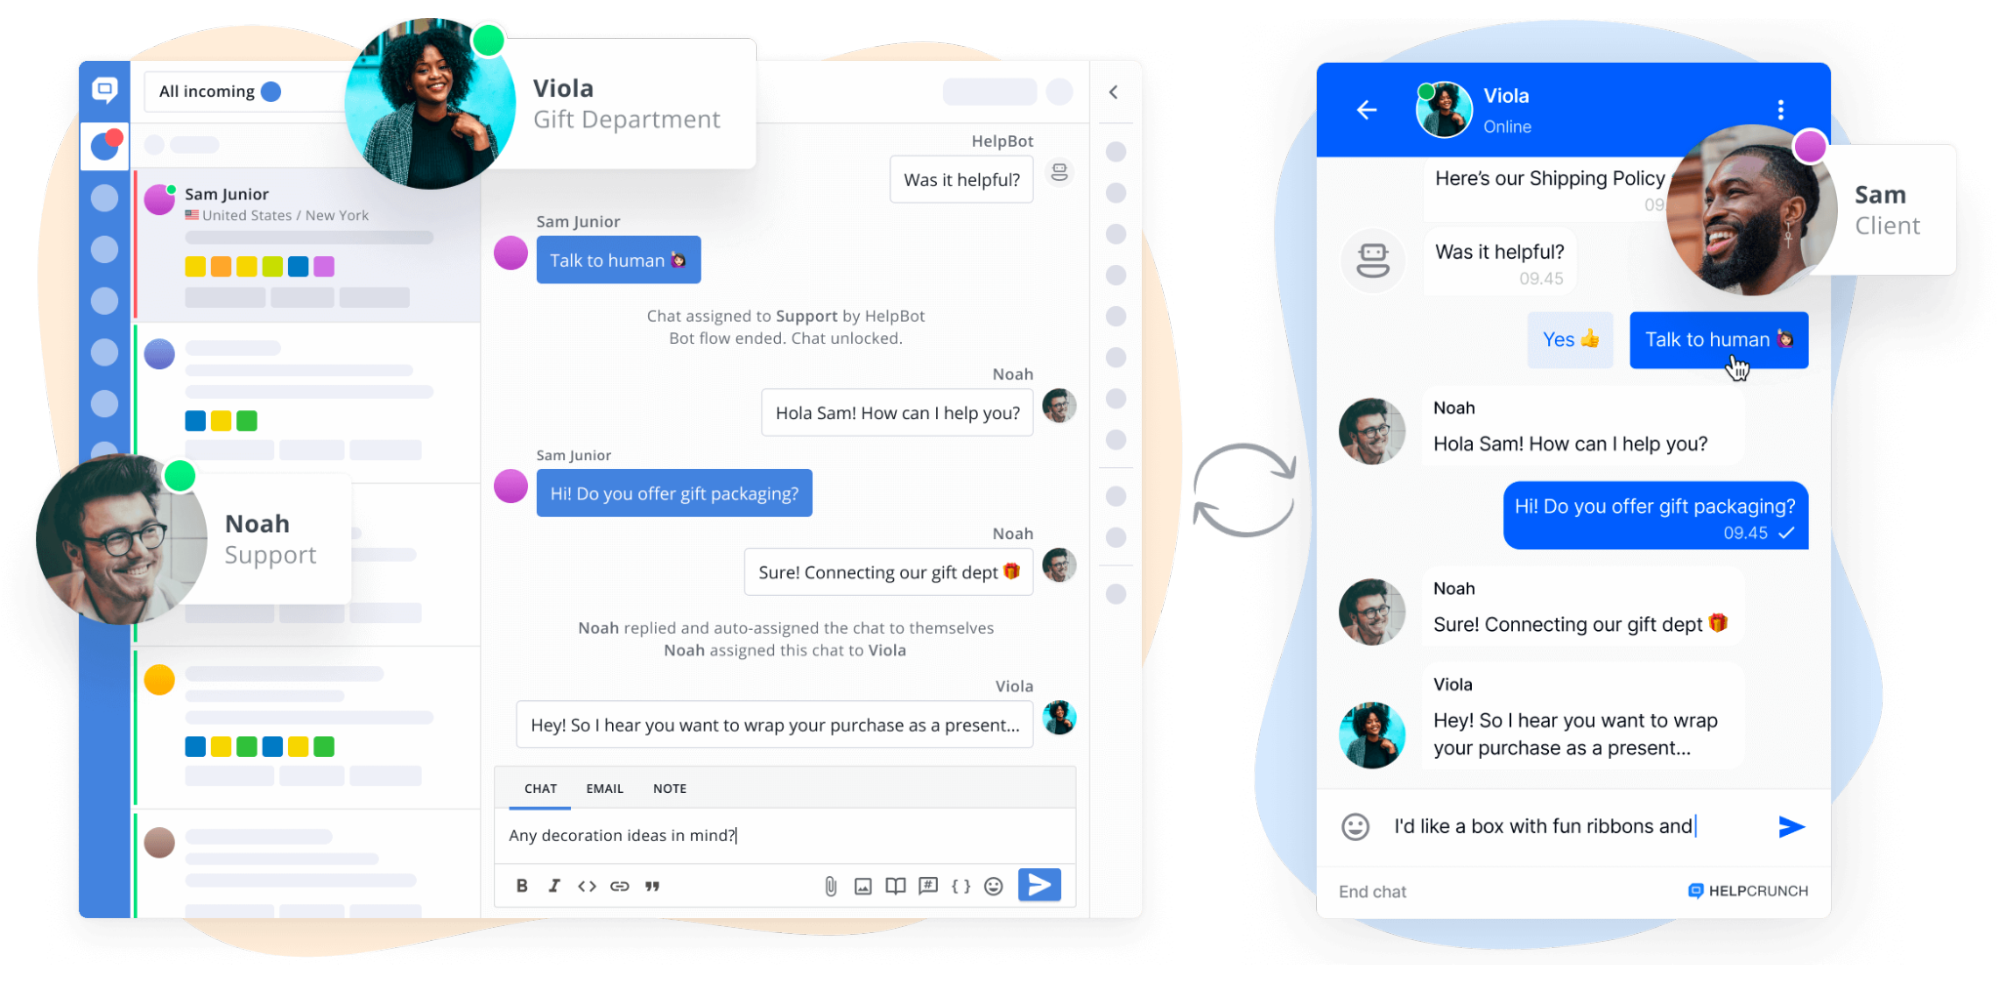 All incoming
Viola
Gift Department
Sam Junior
United States / New York
Noah
Support
HelpBot
Was it helpful?
Sam Junior
Talk to human
Chat assigned to Support by HelpBot
Bot flow ended. Chat unlocked.
Noah
Hola Sam! How can I help you?
Sam Junior
Hi! Do you offer gift packaging?
Noah
Sure! Connecting our gift dept 🎁
Noah replied and auto-assigned the chat to themselves
Noah assigned this chat to Viola
Viola
Hey! So I hear you want to wrap your purchase as a present...
CHAT EMAIL NOTE
Any decoration ideas in mind?
B I <> ” # { }
Viola
Online
Sam
Client
Here’s our Shipping Policy
09
Was it helpful?
09.45
Yes 👍
Talk to human
Noah
Hola Sam! How can I help you?
Hi! Do you offer gift packaging?
09.45
Noah
Sure! Connecting our gift dept 🎁
Viola
Hey! So I hear you want to wrap
your purchase as a present...
I'd like a box with fun ribbons and
End chat
HELPCRUNCH